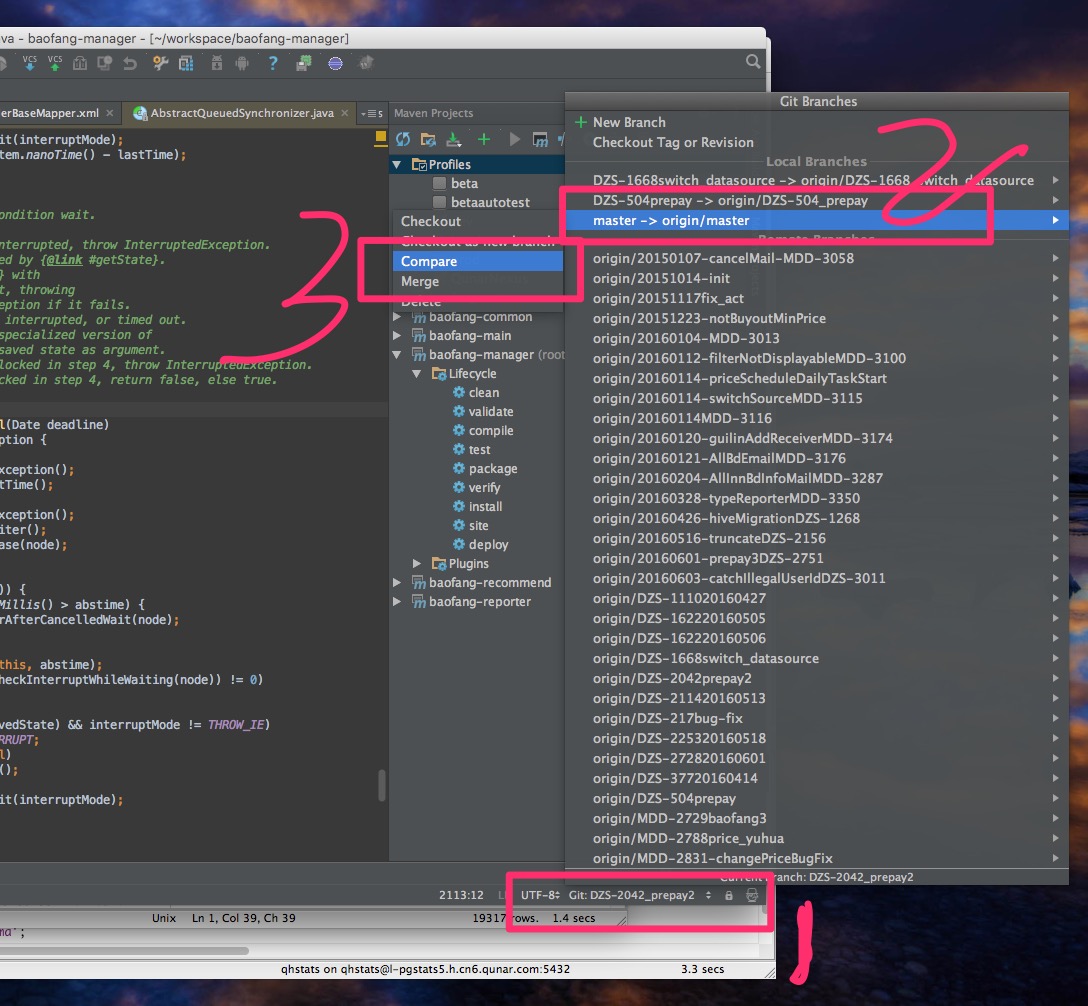 va - baofang-manager - [~/workspace/baofang-manager]
VCS VCS
erBaseMapper.xml
AbstractQueuedSynchronizer.java
Maven Projects
it(interruptMode);
tem.nanoTime() - lastTime);
ondition wait.
nterrupted, throw InterruptedException.
ed by {@link #getState}.
} with
t, throwing
eption if it fails.
interrupted, or timed out.
specialized version of
saved state as argument.
locked in step 4, throw InterruptedException.
cked in step 4, return false, else true.
l(Date deadline)
ption {
xception();
tTime();
xception();
iter();
ase(node);
)) {
Millis() > abstime) {
rAfterCancelledWait(node);
this, abstime);
heckInterruptWhileWaiting(node)) != 0)
vedState) && interruptMode != THROW_IE)
RRUPT;
l)
();
it(interruptMode);
Profiles
beta
betaautotest
Checkout
Checkout as new branch
Compare
Merge
Delete
baofang-common
baofang-main
baofang-manager (root
Lifecycle
clean
validate
compile
test
package
verify
install
site
deploy
Plugins
baofang-recommend
baofang-reporter
Git Branches
New Branch
Checkout Tag or Revision
Local Branches
DZS-1668switch_datasource -> origin/DZS-1668_switch_datasource
DZS-504prepay -> origin/DZS-504_prepay
master -> origin/master
Remote Branches
origin/20150107-cancelMail-MDD-3058
origin/20151014-init
origin/20151117fix_act
origin/20151223-notBuyoutMinPrice
origin/20160104-MDD-3013
origin/20160112-filterNotDisplayableMDD-3100
origin/20160114-priceScheduleDailyTaskStart
origin/20160114-switchSourceMDD-3115
origin/20160114MDD-3116
origin/20160120-guilinAddReceiverMDD-3174
origin/20160121-AllBdEmailMDD-3176
origin/20160204-AllInnBdInfoMailMDD-3287
origin/20160328-typeReporterMDD-3350
origin/20160426-hiveMigrationDZS-1268
origin/20160516-truncateDZS-2156
origin/20160601-prepay3DZS-2751
origin/20160603-catchIllegalUserIdDZS-3011
origin/DZS-111020160427
origin/DZS-162220160505
origin/DZS-162220160506
origin/DZS-1668switch_datasource
origin/DZS-2042prepay2
origin/DZS-211420160513
origin/DZS-217bug-fix
origin/DZS-225320160518
origin/DZS-272820160601
origin/DZS-37720160414
origin/DZS-504prepay
origin/MDD-2729baofang3
origin/MDD-2788price_yuhua
origin/MDD-2831-changePriceBugFix
Current Branch: DZS-2042_prepay2
2113:12
UTF-8
Git: DZS-2042_prepay2
Unix
Ln 1, Col 39, Ch 39
19317 rows.
1.4 secs
ma';
qhstats on qhstats@l-pgstats5.h.cn6.qunar.com:5432
3.3 secs
1
2
3